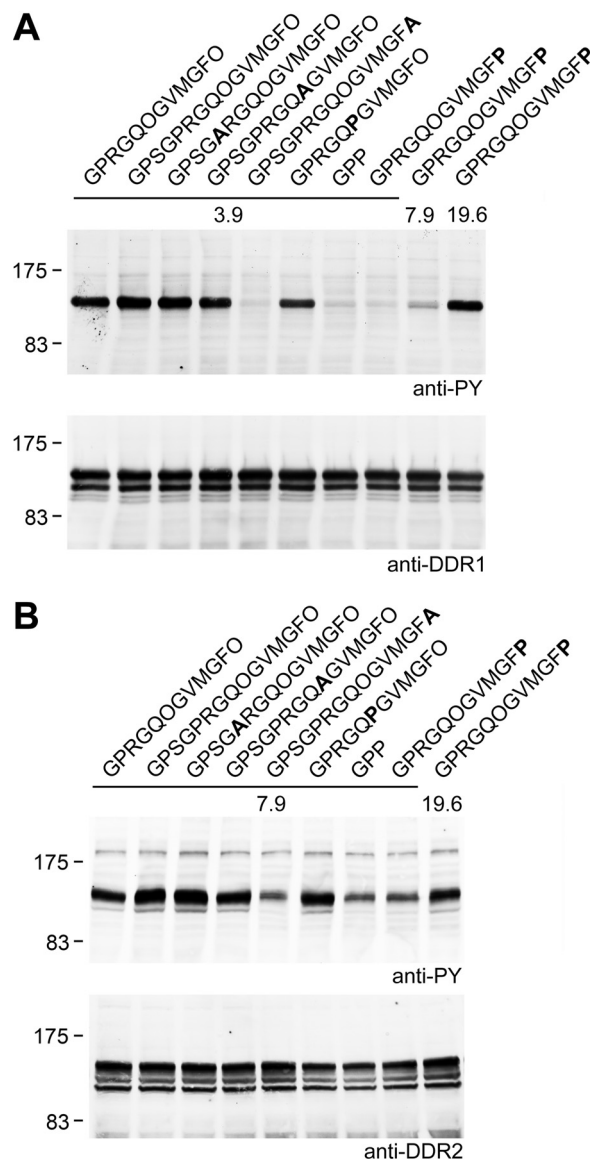 A
GPRGQOGVMGFO
GPSGPRGQOGVMGFO
GPSGARGQOGVMGFO
GPSGPRGQAGVMGFO
GPSGPRGQOGVMGFA
GPRGQPGVMGFO
GPP
GPRGQOGVMGFP
GPRGQOGVMGFP
GPRGQOGVMGFP
3.9 7.9 19.6
175
83
anti-PY
175
83
anti-DDR1
B
GPRGQOGVMGFO
GPSGPRGQOGVMGFO
GPSGARGQOGVMGFO
GPSGPRGQAGVMGFO
GPSGPRGQOGVMGFA
GPRGQPGVMGFO
GPP
GPRGQOGVMGFP
GPRGQOGVMGFP
7.9 19.6
175
83
anti-PY
175
83
anti-DDR2